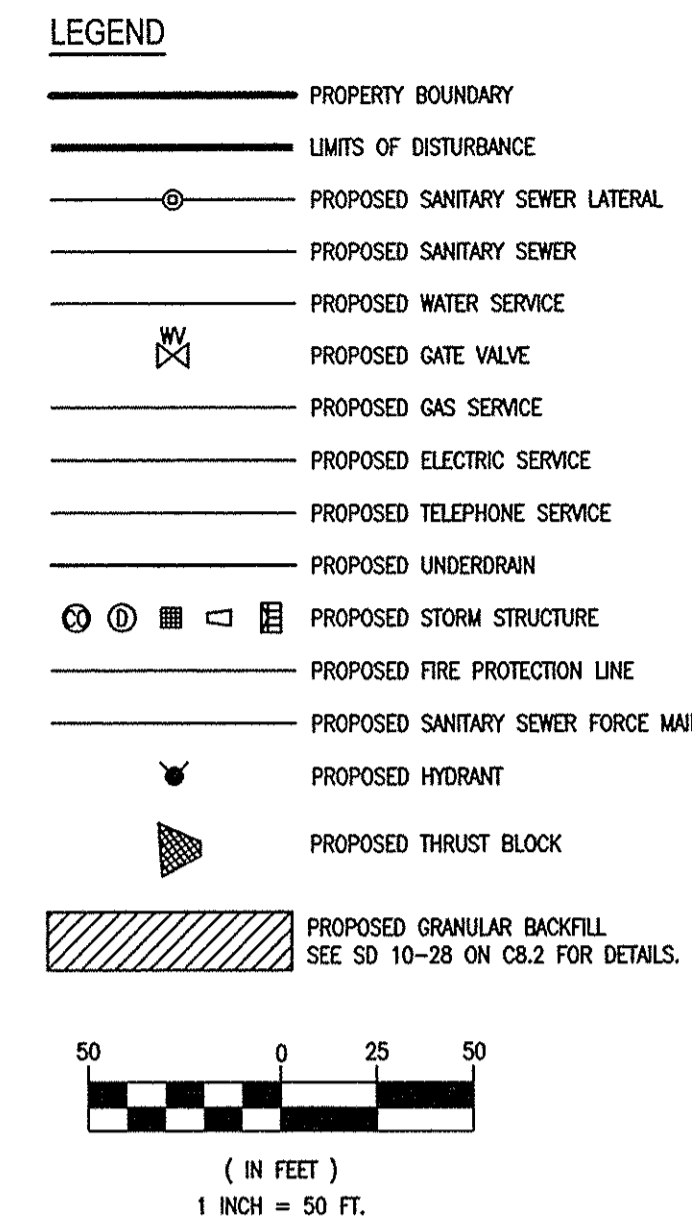 LEGEND
PROPERTY BOUNDARY
LIMITS OF DISTURBANCE
PROPOSED SANITARY SEWER LATERAL
PROPOSED SANITARY SEWER
PROPOSED WATER SERVICE
WV
PROPOSED GATE VALVE
PROPOSED GAS SERVICE
PROPOSED ELECTRIC SERVICE
PROPOSED TELEPHONE SERVICE
PROPOSED UNDERDRAIN
CO D PROPOSED STORM STRUCTURE
PROPOSED FIRE PROTECTION LINE
PROPOSED SANITARY SEWER FORCE MAI
PROPOSED HYDRANT
PROPOSED THRUST BLOCK
PROPOSED GRANULAR BACKFILL
SEE SD 10-28 ON C8.2 FOR DETAILS.
50 0 25 50
( IN FEET )
1 INCH = 50 FT.